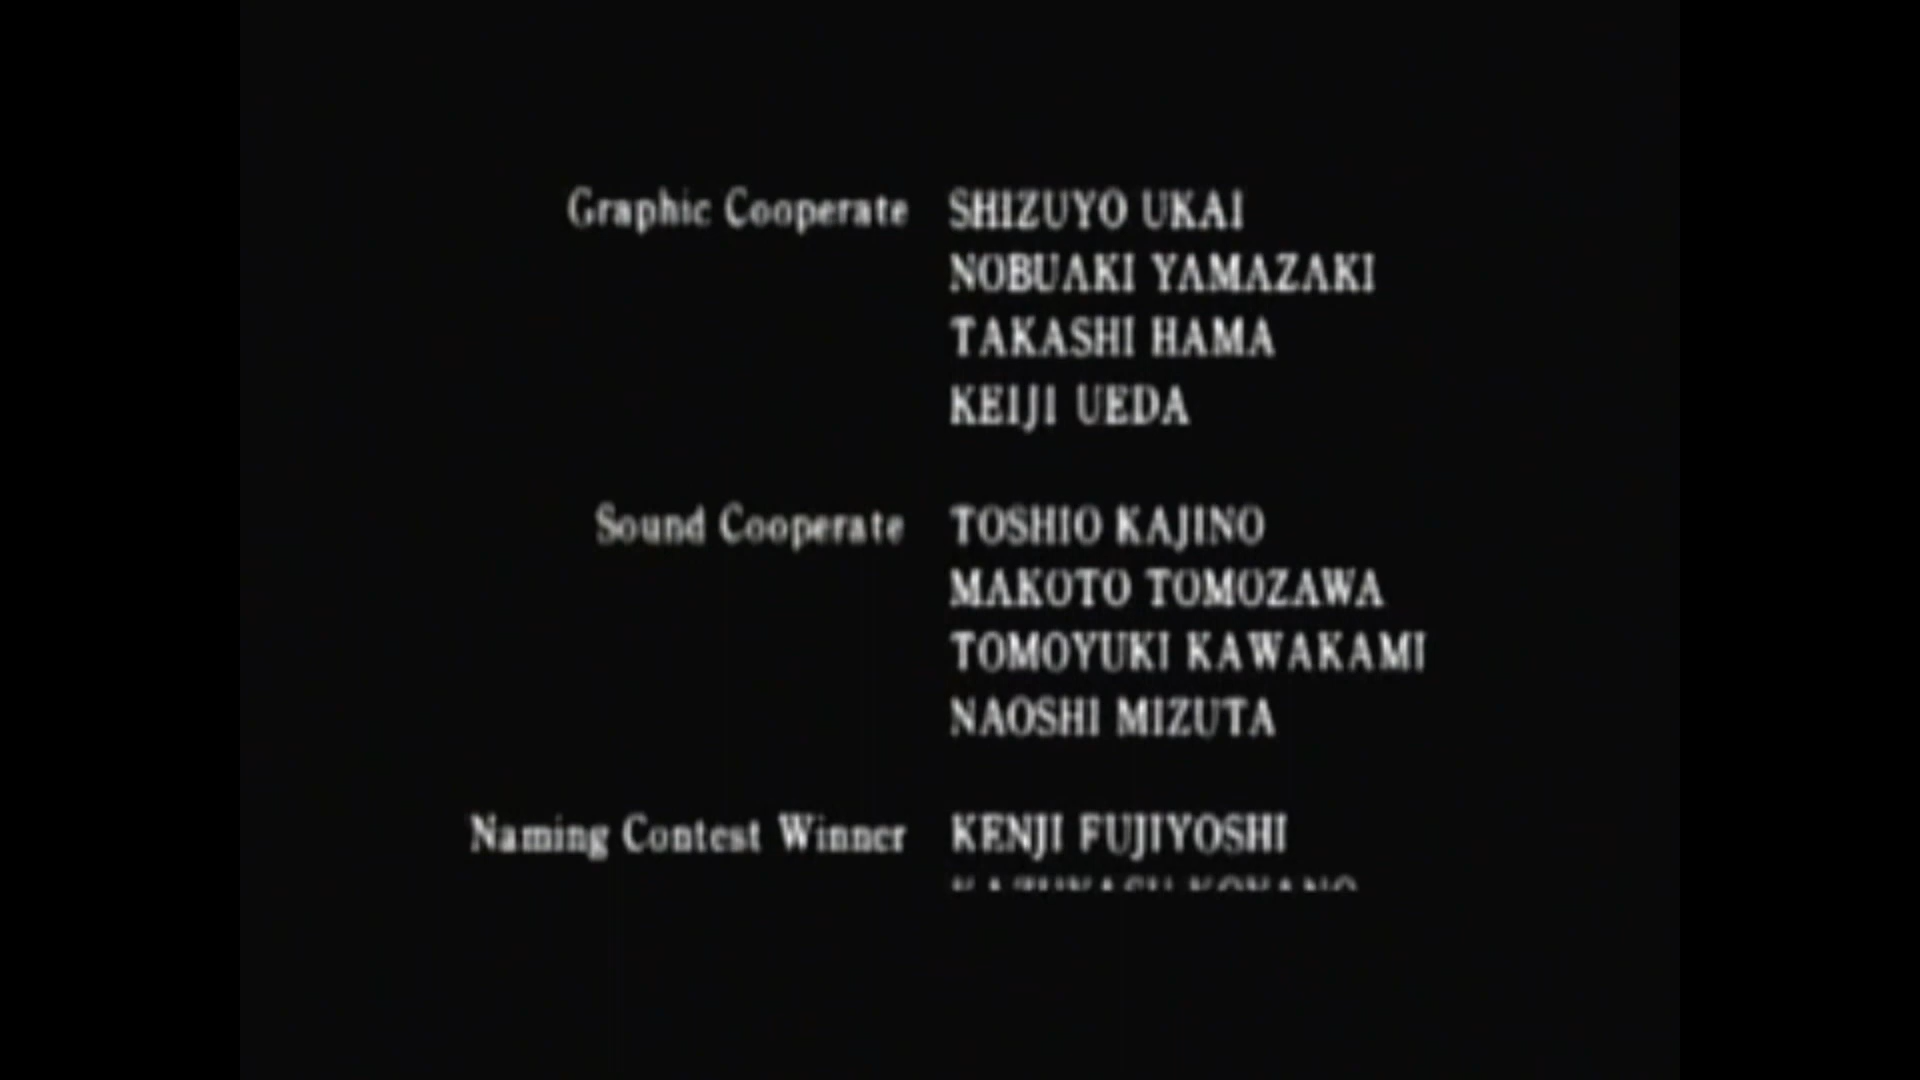 Graphic Cooperate SHIZUYO UKAI
NOBUAKI YAMAZAKI
TAKASHI HAMA
KEIJI UEDA
Sound Cooperate TOSHIO KAJINO
MAKOTO TOMOZAWA
TOMOYUKI KAWAKAMI
NAOSHI MIZUTA
Naming Contest Winner KENJI FUJIYOSHI